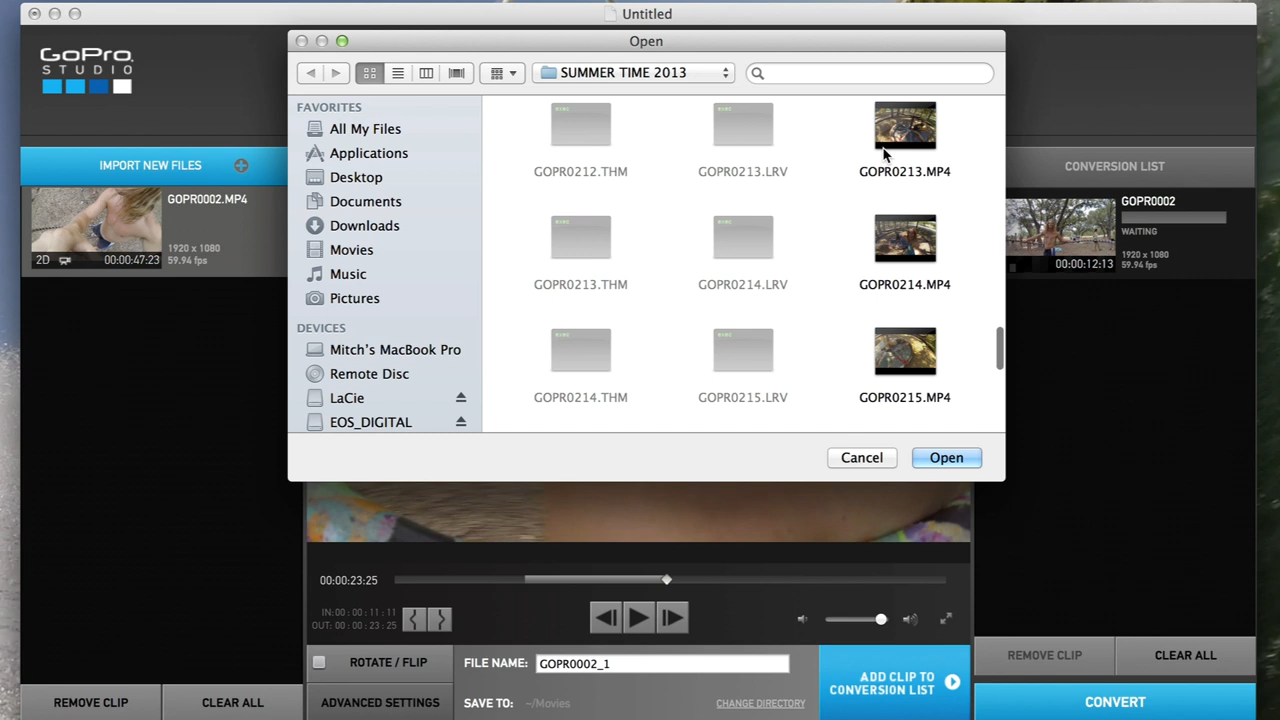 Untitled
GoPro
STUDIO
Open
SUMMER TIME 2013
FAVORITES
All My Files
Applications
Desktop
Documents
Downloads
Movies
Music
Pictures
DEVICES
Mitch's MacBook Pro
Remote Disc
LaCie
EOS_DIGITAL
GOPR0212.THM
GOPR0213.LRV
GOPR0213.MP4
GOPR0213.THM
GOPR0214.LRV
GOPR0214.MP4
GOPR0214.THM
GOPR0215.LRV
GOPR0215.MP4
Cancel
Open
IMPORT NEW FILES
GOPR0002.MP4
1920 x 1080
59.94 fps
2D
00:00:47:23
CONVERSION LIST
GOPR0002
WAITING
1920 x 1080
59.94 fps
00:00:12:13
00:00:23:25
IN: 00 : 00 : 11 : 11
OUT: 00 : 00 : 23 : 25
ROTATE / FLIP
ADVANCED SETTINGS
FILE NAME: GOPR0002_1
SAVE TO: ~/Movies
CHANGE DIRECTORY
ADD CLIP TO
CONVERSION LIST
REMOVE CLIP
CLEAR ALL
REMOVE CLIP
CLEAR ALL
CONVERT